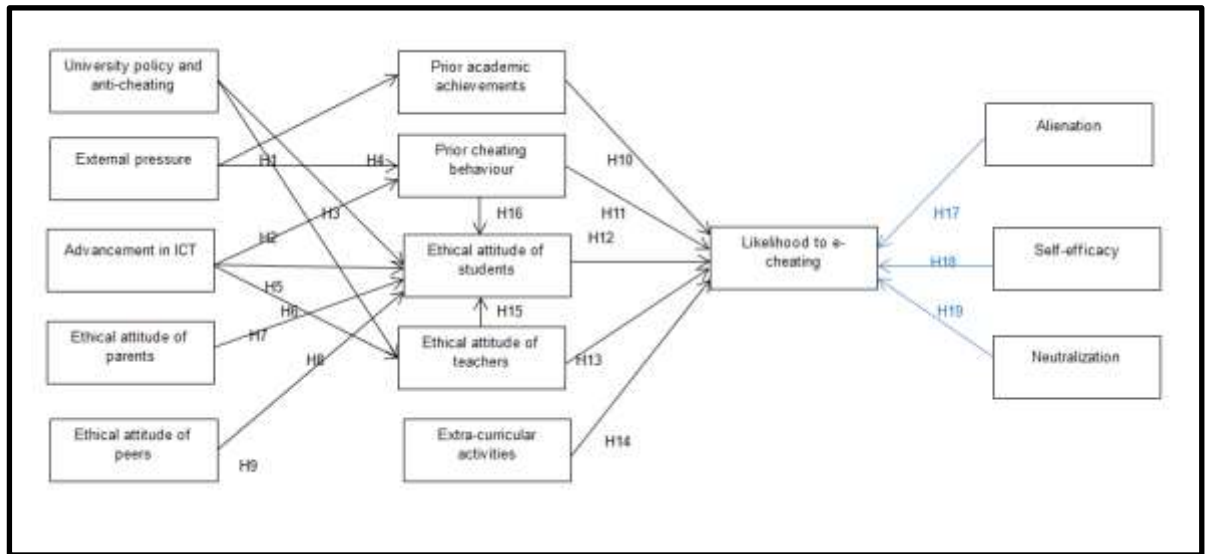 University policy and
anti-cheating
External pressure
Advancement in ICT
Ethical attitude of
parents
Ethical attitude of
peers
H1
H4
H3
H2
H5
H6
H7
H8
H9
Prior academic
achievements
Prior cheating
behaviour
H16
Ethical attitude of
students
H15
Ethical attitude of
teachers
Extra-curricular
activities
H10
H11
H12
H13
H14
Likelihood to e-
cheating
H17
H18
H19
Alienation
Self-efficacy
Neutralization